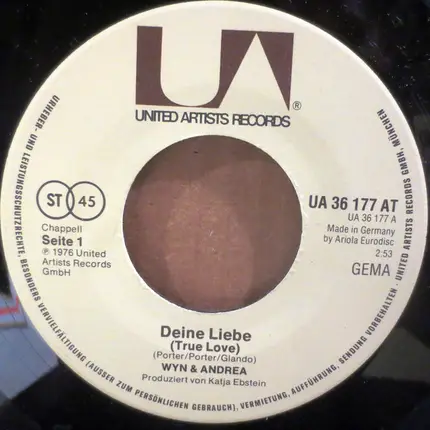 UA ®
UNITED ARTISTS RECORDS
ST 45
Chappell
Seite 1
℗ 1976 United
Artists Records
GmbH
UA 36 177 AT
UA 36 177 A
Made in Germany
by Ariola Eurodisc
2:53
GEMA
Deine Liebe
(True Love)
(Porter/Porter/Glando)
WYN & ANDREA
Produziert von Katja Ebstein
URHEBER- UND LEISTUNGSSCHUTZRECHTE, BESONDERS VERVIELFÄLTIGUNG (AUSSER ZUM PERSÖNLICHEN GEBRAUCH), VERMIETUNG, AUFFÜHRUNG, SENDUNG VORBEHALTEN · UNITED ARTISTS RECORDS GMBH, MÜNCHEN